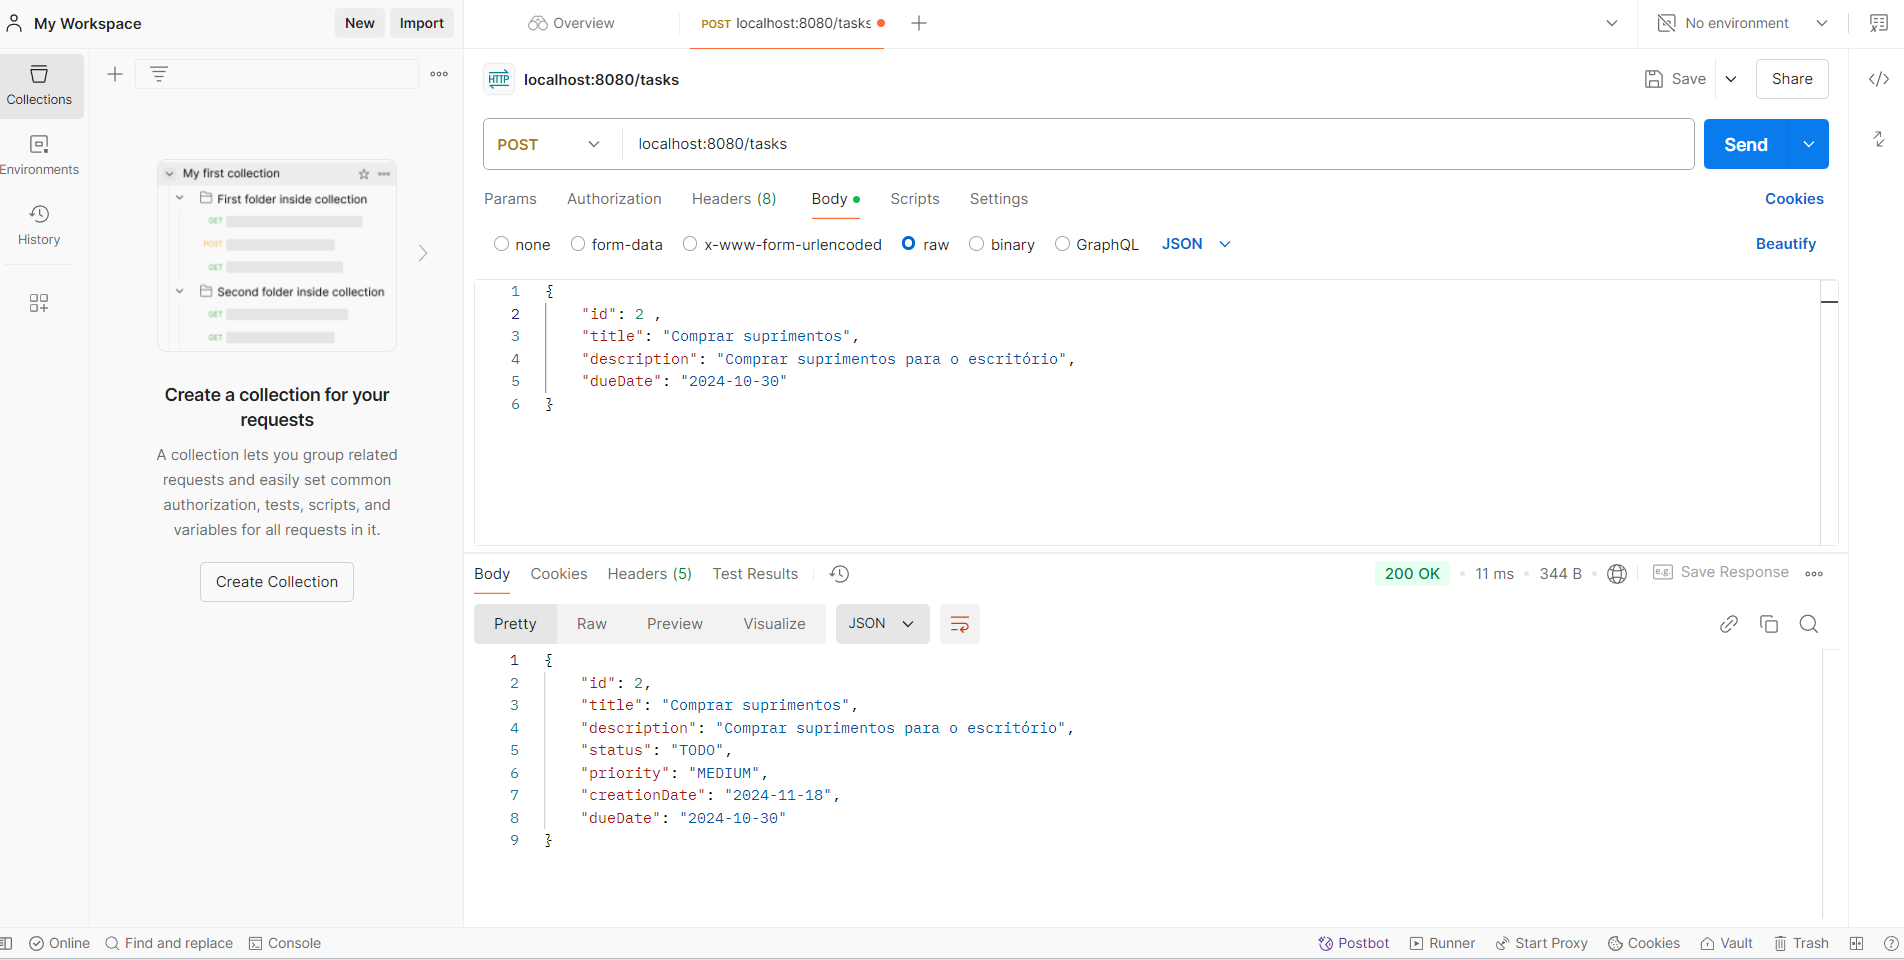 My Workspace
New
Import
Overview
POST localhost:8080/tasks
No environment
Collections
Environments
History
My first collection
First folder inside collection
GET
POST
GET
Second folder inside collection
GET
GET
Create a collection for your
requests
A collection lets you group related
requests and easily set common
authorization, tests, scripts, and
variables for all requests in it.
Create Collection
HTTP localhost:8080/tasks
Save
Share
POST localhost:8080/tasks
Send
Params Authorization Headers (8) Body Scripts Settings Cookies
none form-data x-www-form-urlencoded raw binary GraphQL JSON Beautify
1 {
2 "id": 2 ,
3 "title": "Comprar suprimentos",
4 "description": "Comprar suprimentos para o escritório",
5 "dueDate": "2024-10-30"
6 }
Body Cookies Headers (5) Test Results 200 OK 11 ms 344 B e.g. Save Response
Pretty Raw Preview Visualize JSON
1 {
2 "id": 2,
3 "title": "Comprar suprimentos",
4 "description": "Comprar suprimentos para o escritório",
5 "status": "TODO",
6 "priority": "MEDIUM",
7 "creationDate": "2024-11-18",
8 "dueDate": "2024-10-30"
9 }
Online Find and replace Console Postbot Runner Start Proxy Cookies Vault Trash